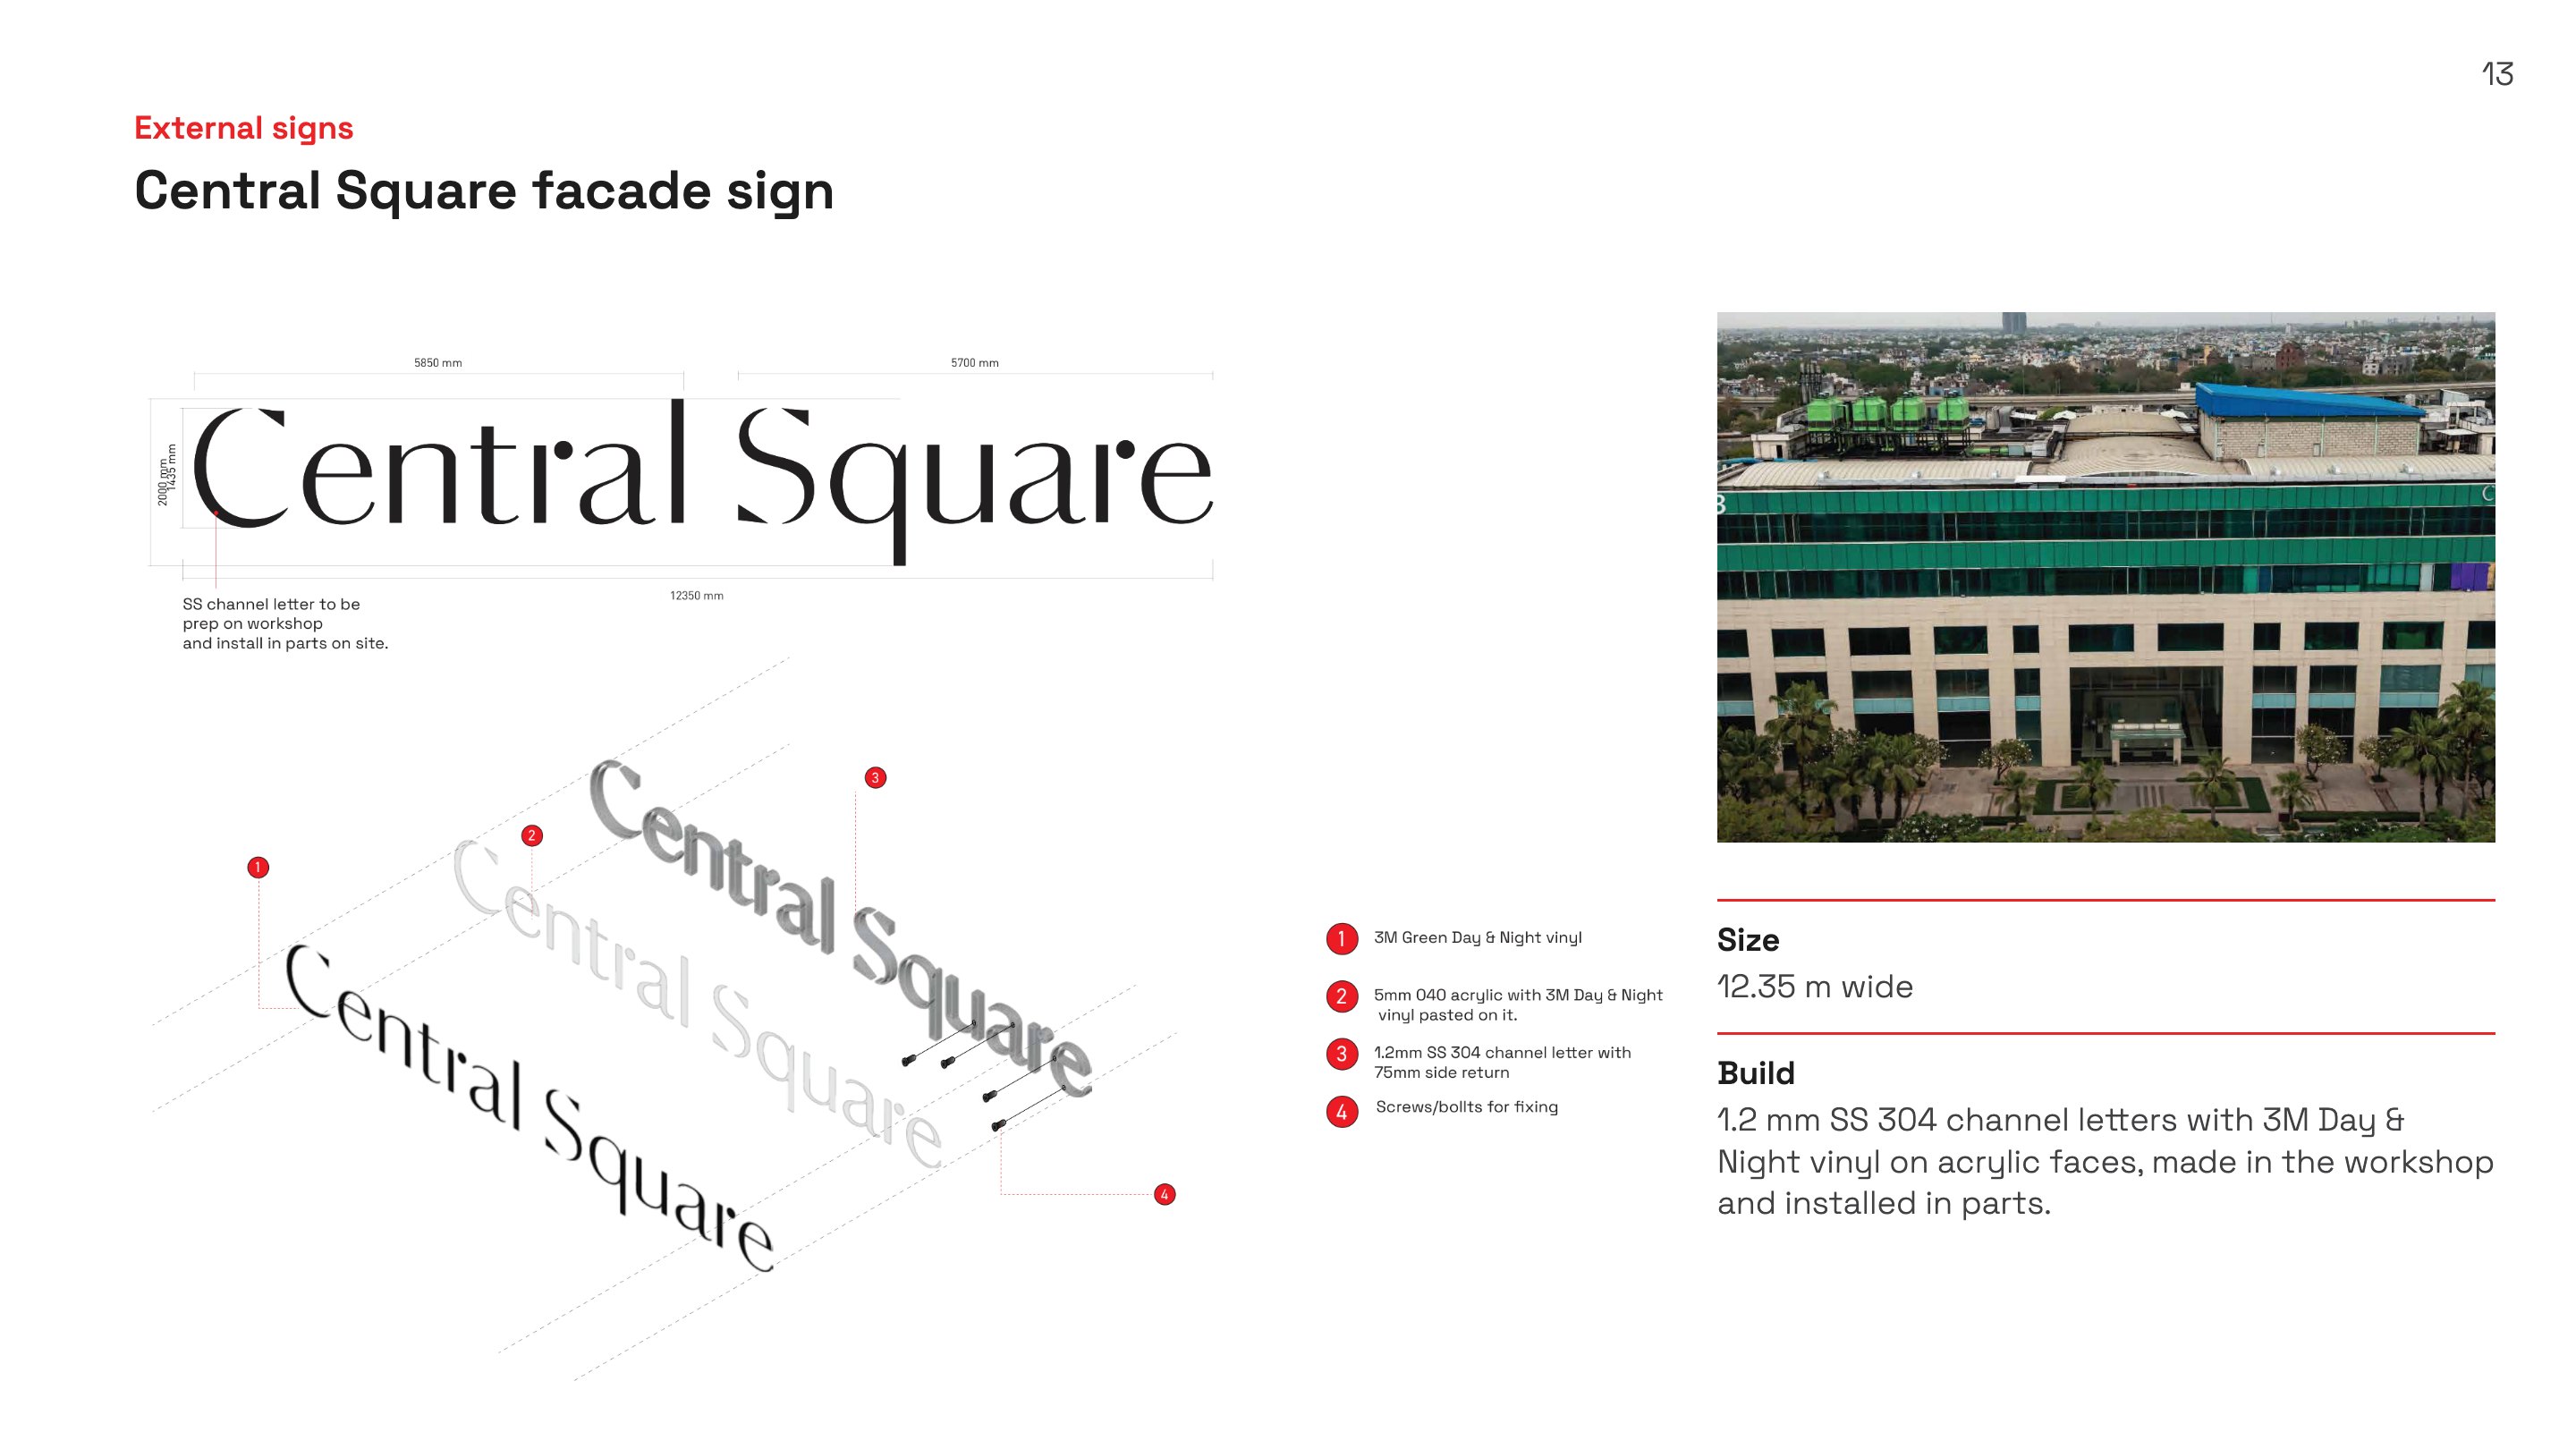 13
External signs
Central Square facade sign
5850 mm
5700 mm
Central Square
2000 mm
1435 mm
12350 mm
SS channel letter to be
prep on workshop
and install in parts on site.
3
2
1
Central Square
Central Square
Central Square
4
1 3M Green Day & Night vinyl
2 5mm 040 acrylic with 3M Day & Night
vinyl pasted on it.
3 1.2mm SS 304 channel letter with
75mm side return
4 Screws/bollts for fixing
B
C
Size
12.35 m wide
Build
1.2 mm SS 304 channel letters with 3M Day &
Night vinyl on acrylic faces, made in the workshop
and installed in parts.